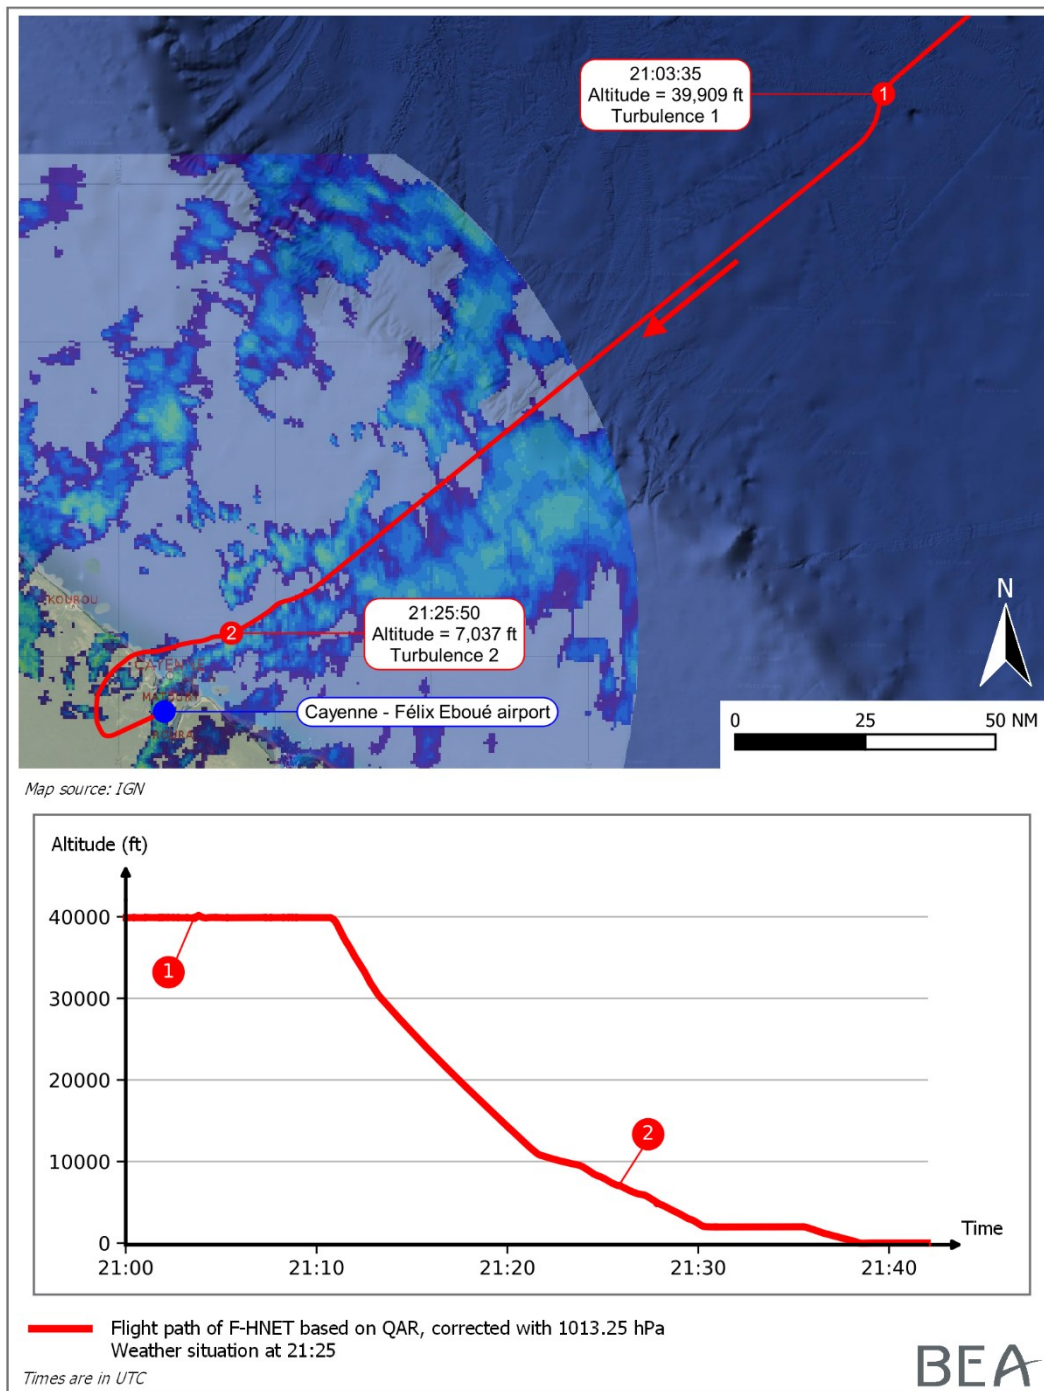 21:03:35
Altitude = 39,909 ft
Turbulence 1
1
KOUROU
21:25:50
Altitude = 7,037 ft
Turbulence 2
2
CAYENNE
MATOURY
Cayenne - Félix Eboué airport
ROURA
N
0 25 50 NM
Map source: IGN
Altitude (ft)
40000
1
30000
20000
2
10000
Time
0
21:00 21:10 21:20 21:30 21:40
Flight path of F-HNET based on QAR, corrected with 1013.25 hPa
Weather situation at 21:25
Times are in UTC
BEA